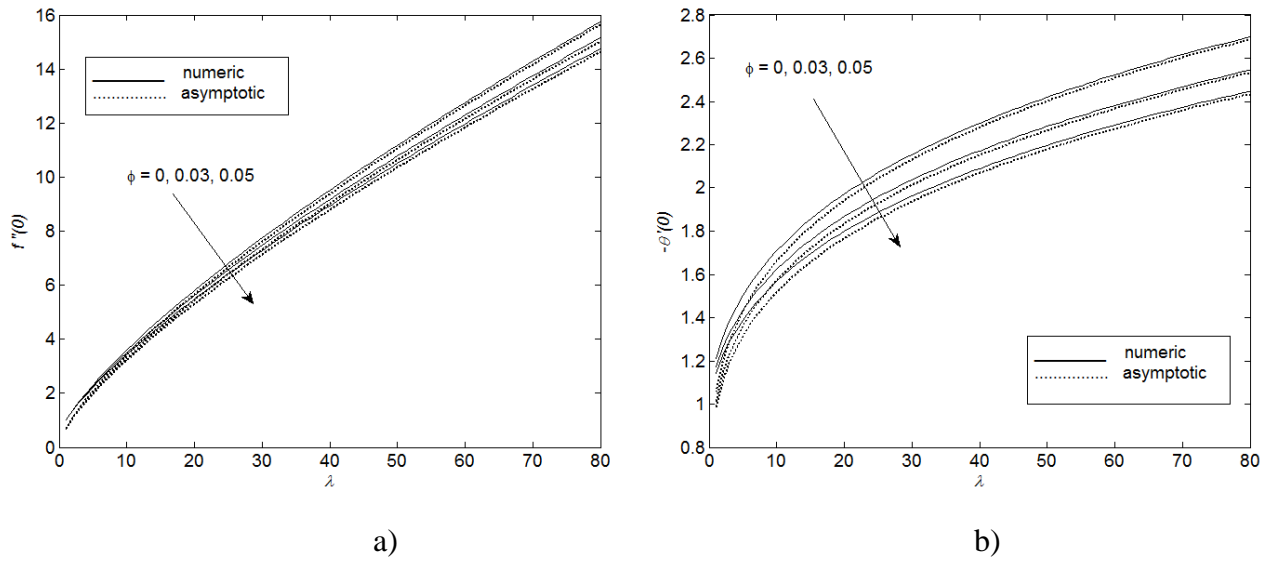 16
14
12
10
8
6
4
2
0
f "(0)
numeric
asymptotic
ϕ = 0, 0.03, 0.05
0 10 20 30 40 50 60 70 80
λ
a)
2.8
2.6
2.4
2.2
2
1.8
1.6
1.4
1.2
1
0.8
-θ'(0)
ϕ = 0, 0.03, 0.05
numeric
asymptotic
0 10 20 30 40 50 60 70 80
λ
b)